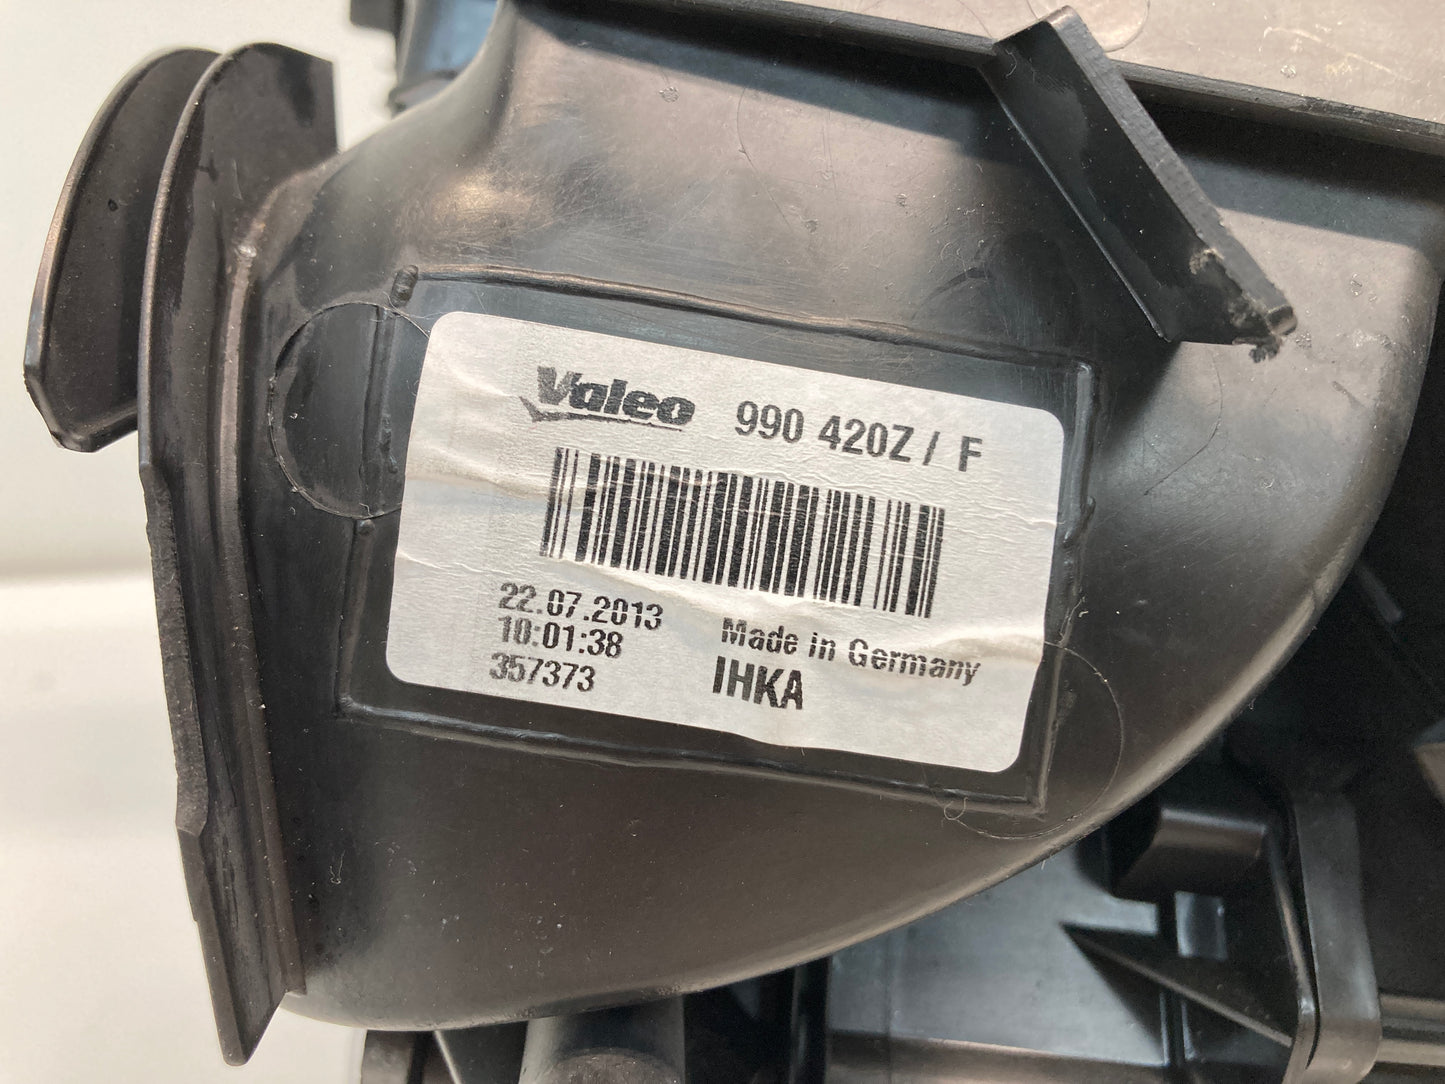 Valeo 990 420Z / F
22.07.2013
10:01:38
357373
Made in Germany
IHKA